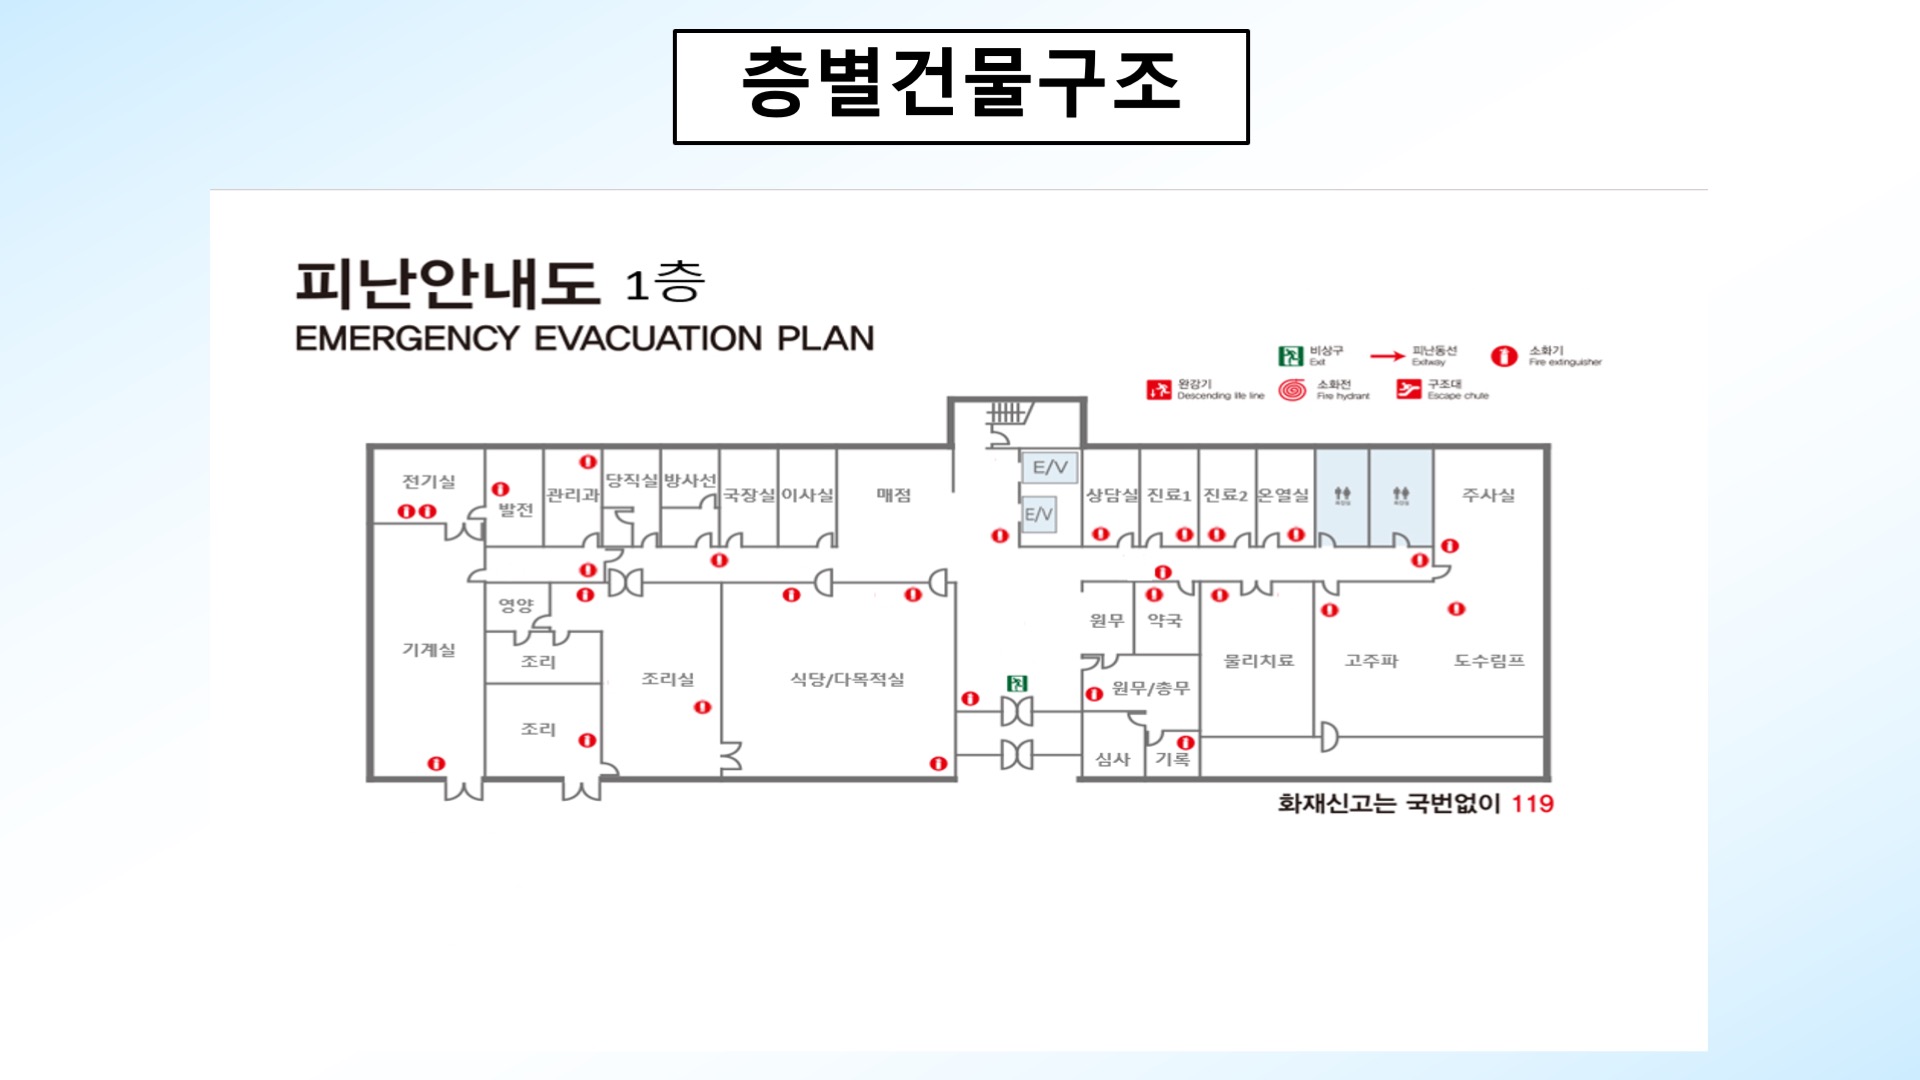 층별건물구조
피난안내도 1층
EMERGENCY EVACUATION PLAN
비상구
Exit
피난동선
Exitway
소화기
Fire extinguisher
완강기
Descending life line
소화전
Fire hydrant
구조대
Escape chute
전기실
발전
관리과
당직실
방사선
국장실
이사실
매점
E/V
E/V
상담실
진료1
진료2
온열실
주사실
영양
기계실
조리
조리
조리실
식당/다목적실
원무
약국
원무/총무
심사
기록
물리치료
고주파
도수림프
화재신고는 국번없이 119